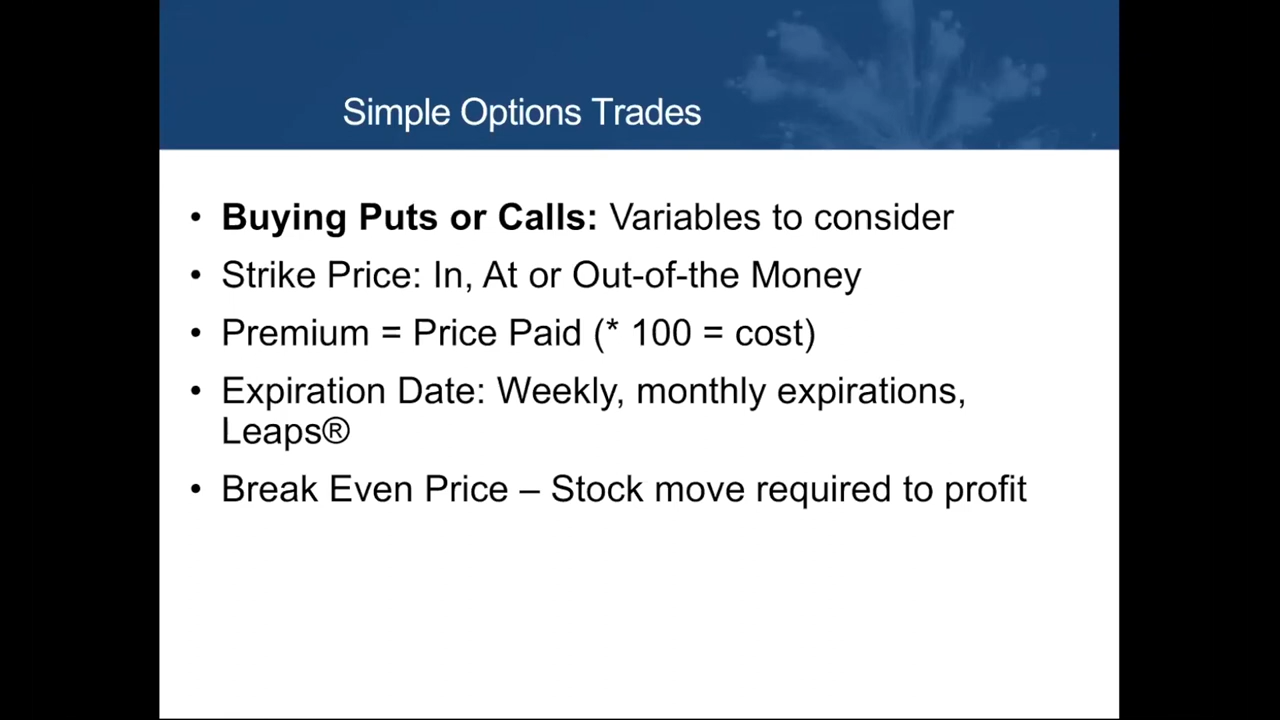 Simple Options Trades
• Buying Puts or Calls: Variables to consider
• Strike Price: In, At or Out-of-the Money
• Premium = Price Paid (* 100 = cost)
• Expiration Date: Weekly, monthly expirations,
Leaps®
• Break Even Price – Stock move required to profit